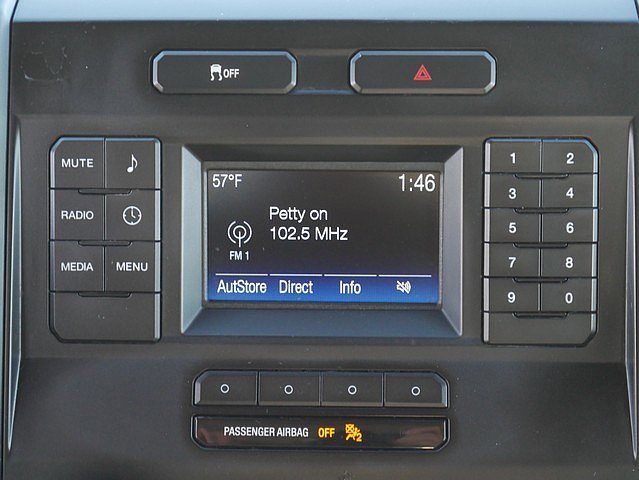 OFF
MUTE
RADIO
MEDIA MENU
57°F 1:46
Petty on
102.5 MHz
FM 1
AutStore Direct Info
1 2
3 4
5 6
7 8
9 0
PASSENGER AIRBAG OFF 2